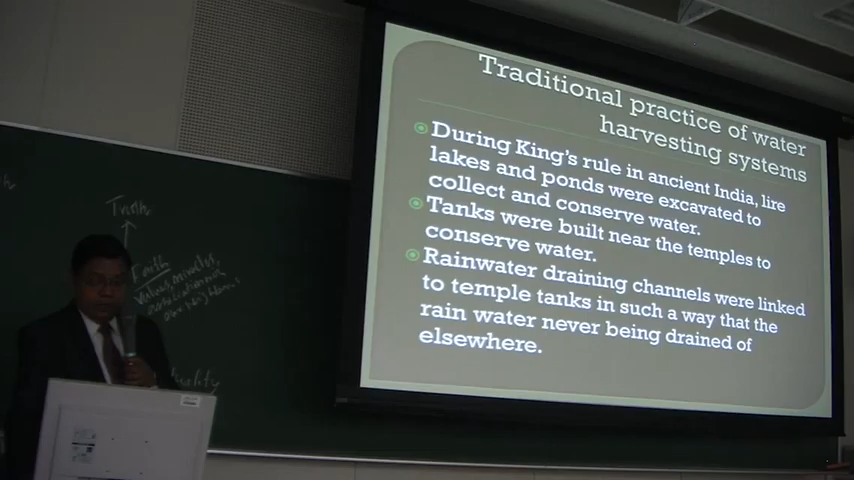 Traditional practice of water
harvesting systems
During King's rule in ancient India, lire
lakes and ponds were excavated to
collect and conserve water.
Tanks were built near the temples to
conserve water.
Rainwater draining channels were linked
to temple tanks in such a way that the
rain water never being drained of
elsewhere.
Truth
Faith